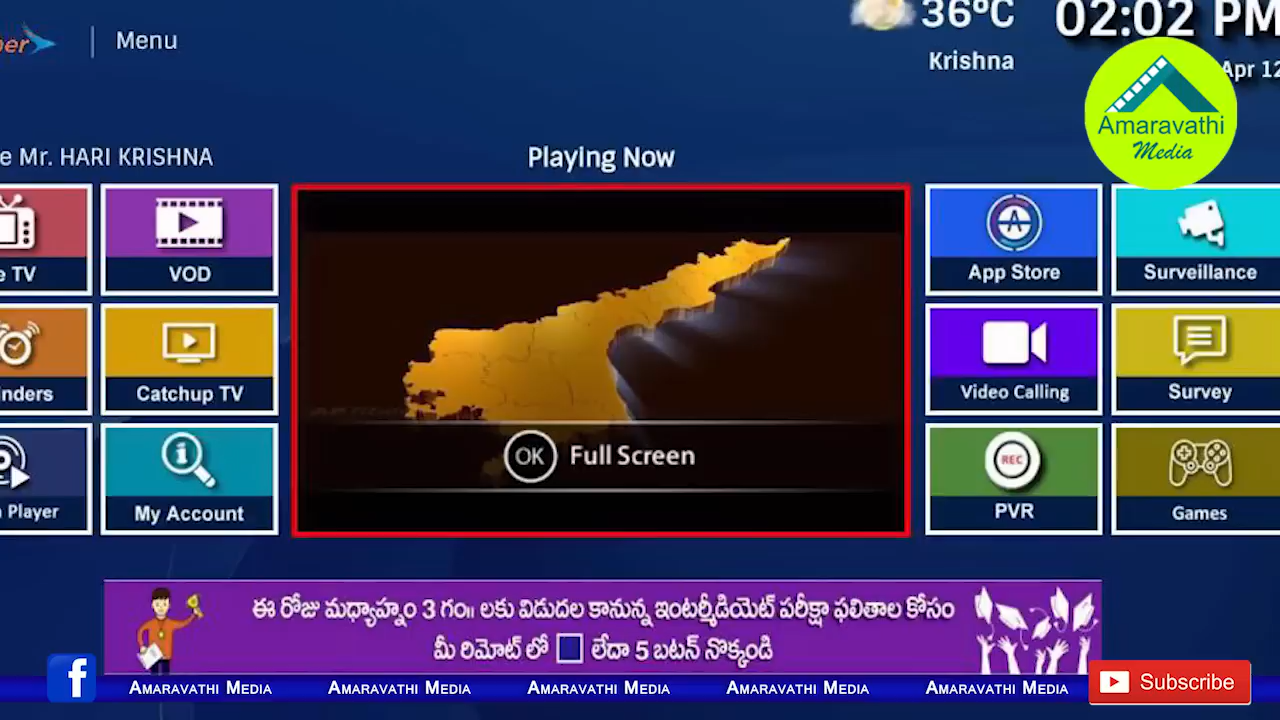 Menu
36°C
02:02 PM
Krishna
Apr 12
Amaravathi
Media
e Mr. HARI KRISHNA
Playing Now
e TV
VOD
App Store
Surveillance
inders
Catchup TV
Video Calling
Survey
OK Full Screen
REC
Player
My Account
PVR
Games
ఈ రోజు మధ్యాహ్నం 3 గం॥ లకు విడుదల కానున్న ఇంటర్మీడియెట్ పరీక్షా ఫలితాల కోసం
మీ రిమోట్ లో లేదా 5 బటన్ నొక్కండి
f AMARAVATHI MEDIA AMARAVATHI MEDIA AMARAVATHI MEDIA AMARAVATHI MEDIA AMARAVATHI MEDIA
Subscribe